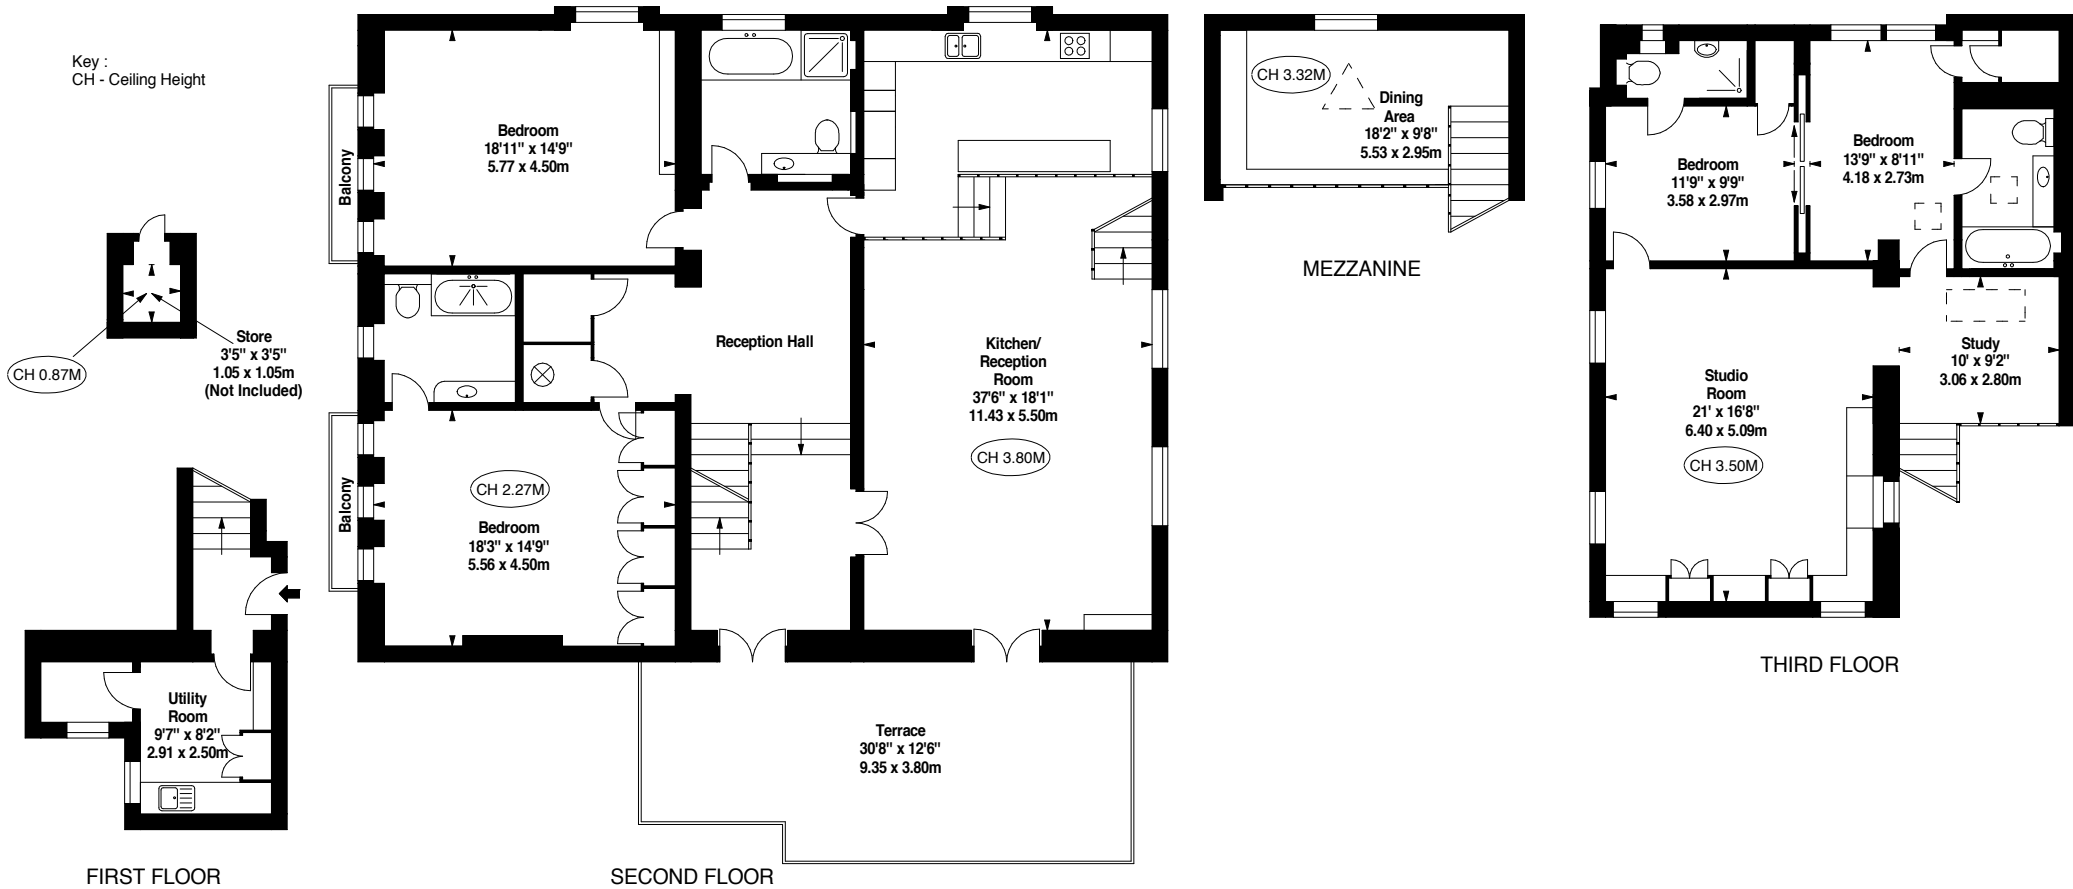 Key :
CH - Ceiling Height
CH 0.87M
Store
3'5" x 3'5"
1.05 x 1.05m
(Not Included)
Utility
Room
9'7" x 8'2"
2.91 x 2.50m
FIRST FLOOR
Balcony
Bedroom
18'11" x 14'9"
5.77 x 4.50m
Reception Hall
Kitchen/
Reception
Room
37'6" x 18'1"
11.43 x 5.50m
CH 3.80M
Balcony
CH 2.27M
Bedroom
18'3" x 14'9"
5.56 x 4.50m
Terrace
30'8" x 12'6"
9.35 x 3.80m
SECOND FLOOR
CH 3.32M
Dining
Area
18'2" x 9'8"
5.53 x 2.95m
MEZZANINE
Bedroom
11'9" x 9'9"
3.58 x 2.97m
Bedroom
13'9" x 8'11"
4.18 x 2.73m
Study
10' x 9'2"
3.06 x 2.80m
Studio
Room
21' x 16'8"
6.40 x 5.09m
CH 3.50M
THIRD FLOOR